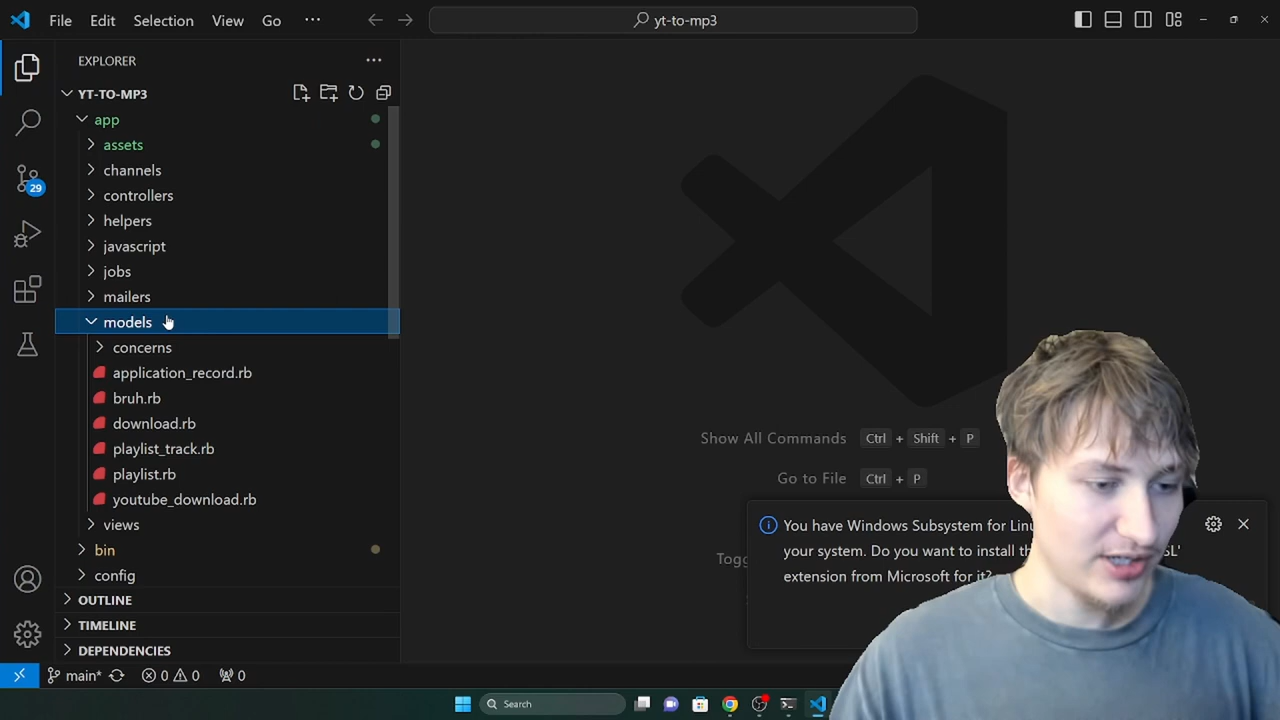 File Edit Selection View Go ···
yt-to-mp3
EXPLORER
YT-TO-MP3
app
assets
channels
controllers
helpers
javascript
jobs
mailers
models
concerns
application_record.rb
bruh.rb
download.rb
playlist_track.rb
playlist.rb
youtube_download.rb
views
bin
config
OUTLINE
TIMELINE
DEPENDENCIES
29
Show All Commands Ctrl + Shift + P
Go to File Ctrl + P
You have Windows Subsystem for
your system. Do you want to install
extension from Microsoft for it?
main* 0 0 0
Search